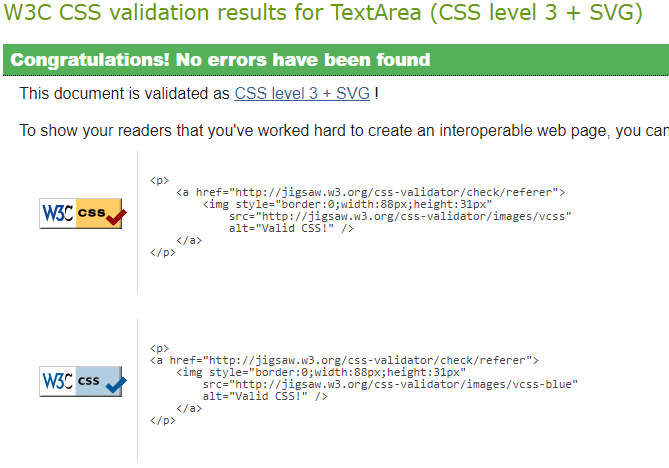 W3C CSS validation results for TextArea (CSS level 3 + SVG)
Congratulations! No errors have been found
This document is validated as CSS level 3 + SVG !
To show your readers that you've worked hard to create an interoperable web page, you can
W3C css
<p>
    <a href="http://jigsaw.w3.org/css-validator/check/referer">
        <img style="border:0;width:88px;height:31px"
            src="http://jigsaw.w3.org/css-validator/images/vcss"
            alt="Valid CSS!" />
    </a>
</p>
W3C css
<p>
<a href="http://jigsaw.w3.org/css-validator/check/referer">
    <img style="border:0;width:88px;height:31px"
        src="http://jigsaw.w3.org/css-validator/images/vcss-blue"
        alt="Valid CSS!" />
    </a>
</p>